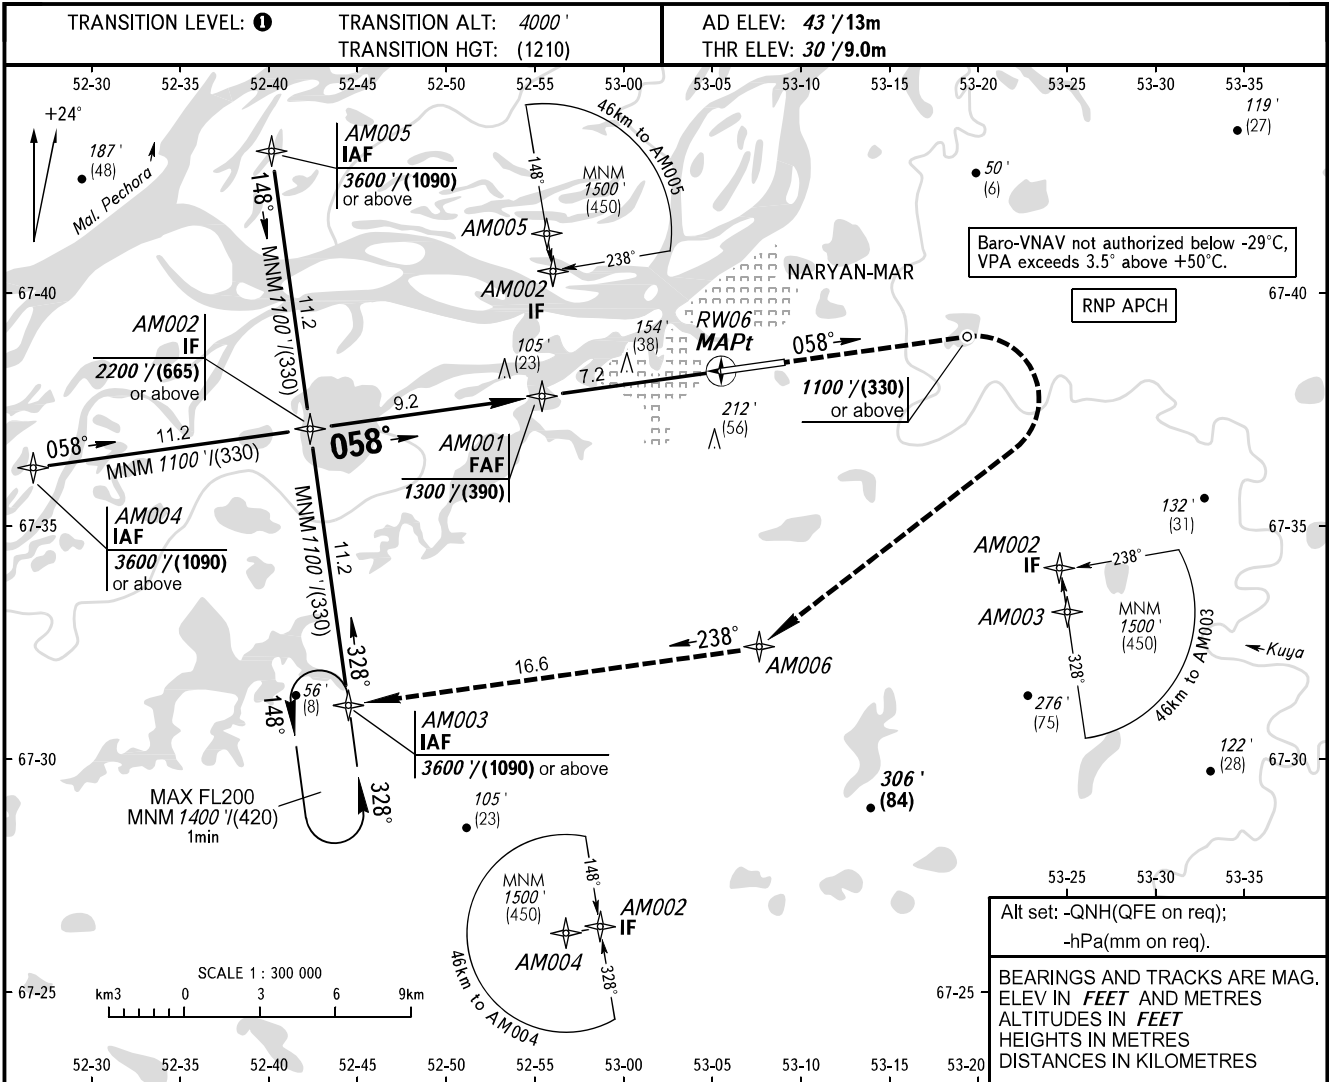 TRANSITION LEVEL: ❶
TRANSITION ALT: 4000'
TRANSITION HGT: (1210)
AD ELEV: 43'/13m
THR ELEV: 30'/9.0m
52-30 52-35 52-40 52-45 52-50 52-55 53-00 53-05 53-10 53-15 53-20 53-25 53-30 53-35
+24°
187'
(48)
Mal. Pechora
AM005
IAF
3600'/(1090)
or above
148°
MNM 1100'/(330)
11.2
46km to AM005
148°
MNM
1500'
(450)
AM005
238°
AM002
IF
119'
(27)
50'
(6)
Baro-VNAV not authorized below -29°C,
VPA exceeds 3.5° above +50°C.
RNP APCH
67-40
67-40
NARYAN-MAR
AM002
IF
2200'/(665)
or above
105'
(23)
154'
(38)
RW06
MAPt
058°
1100'/(330)
or above
9.2
7.2
212'
(56)
058°
11.2
MNM 1100'/(330)
058°
AM001
FAF
1300'/(390)
AM004
IAF
3600'/(1090)
or above
67-35
67-35
MNM 1100'/(330)
11.2
132'
(31)
AM002
IF
238°
AM003
MNM
1500'
(450)
328°
46km to AM003
Kuya
238°
16.6
AM006
328°
148°
56'
(8)
AM003
IAF
3600'/(1090) or above
276'
(75)
122'
(28)
67-30
67-30
306'
(84)
MAX FL200
MNM 1400'/(420)
1min
328°
105'
(23)
148°
MNM
1500'
(450)
AM002
IF
AM004
328°
46km to AM004
53-25 53-30 53-35
Alt set: -QNH(QFE on req);
-hPa(mm on req).
SCALE 1 : 300 000
km3 0 3 6 9km
67-25
67-25
BEARINGS AND TRACKS ARE MAG.
ELEV IN FEET AND METRES
ALTITUDES IN FEET
HEIGHTS IN METRES
DISTANCES IN KILOMETRES
52-30 52-35 52-40 52-45 52-50 52-55 53-00 53-05 53-10 53-15 53-20